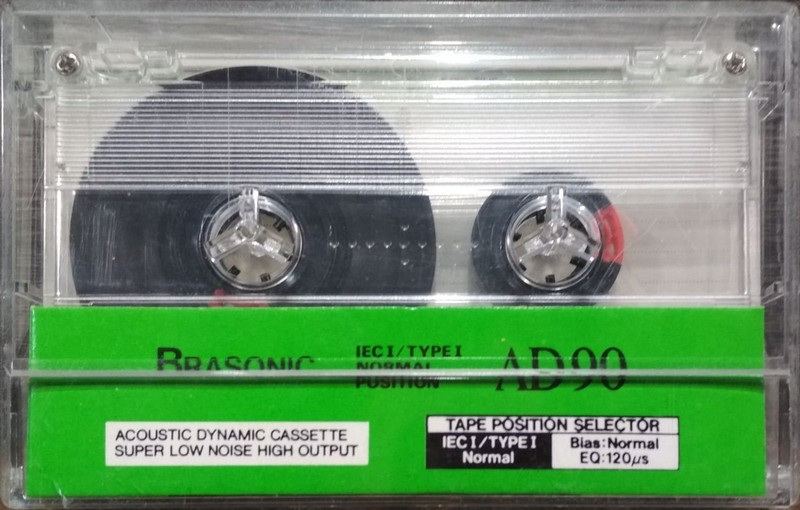 BRASONIC
IEC I/TYPE I
NORMAL
POSITION
AD90
ACOUSTIC DYNAMIC CASSETTE
SUPER LOW NOISE HIGH OUTPUT
TAPE POSITION SELECTOR
IEC I/TYPE I
Normal
Bias:Normal
EQ:120μs